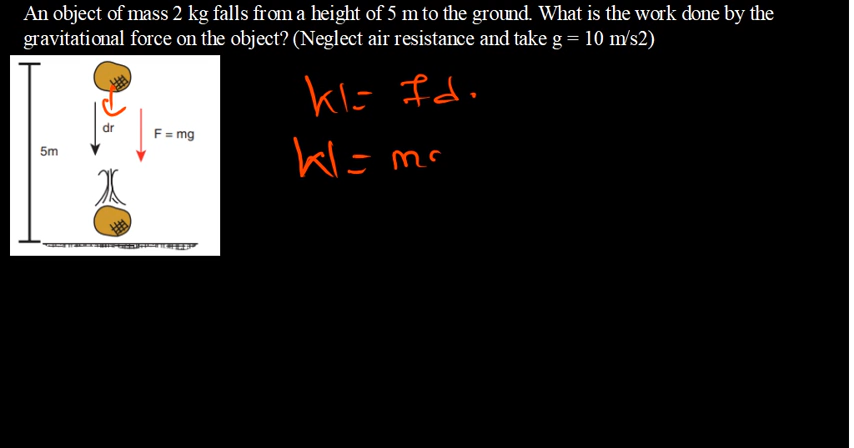 An object of mass 2 kg falls from a height of 5 m to the ground. What is the work done by the
gravitational force on the object? (Neglect air resistance and take g = 10 m/s2)
W = Fd.
dr
F = mg
5m
W = m